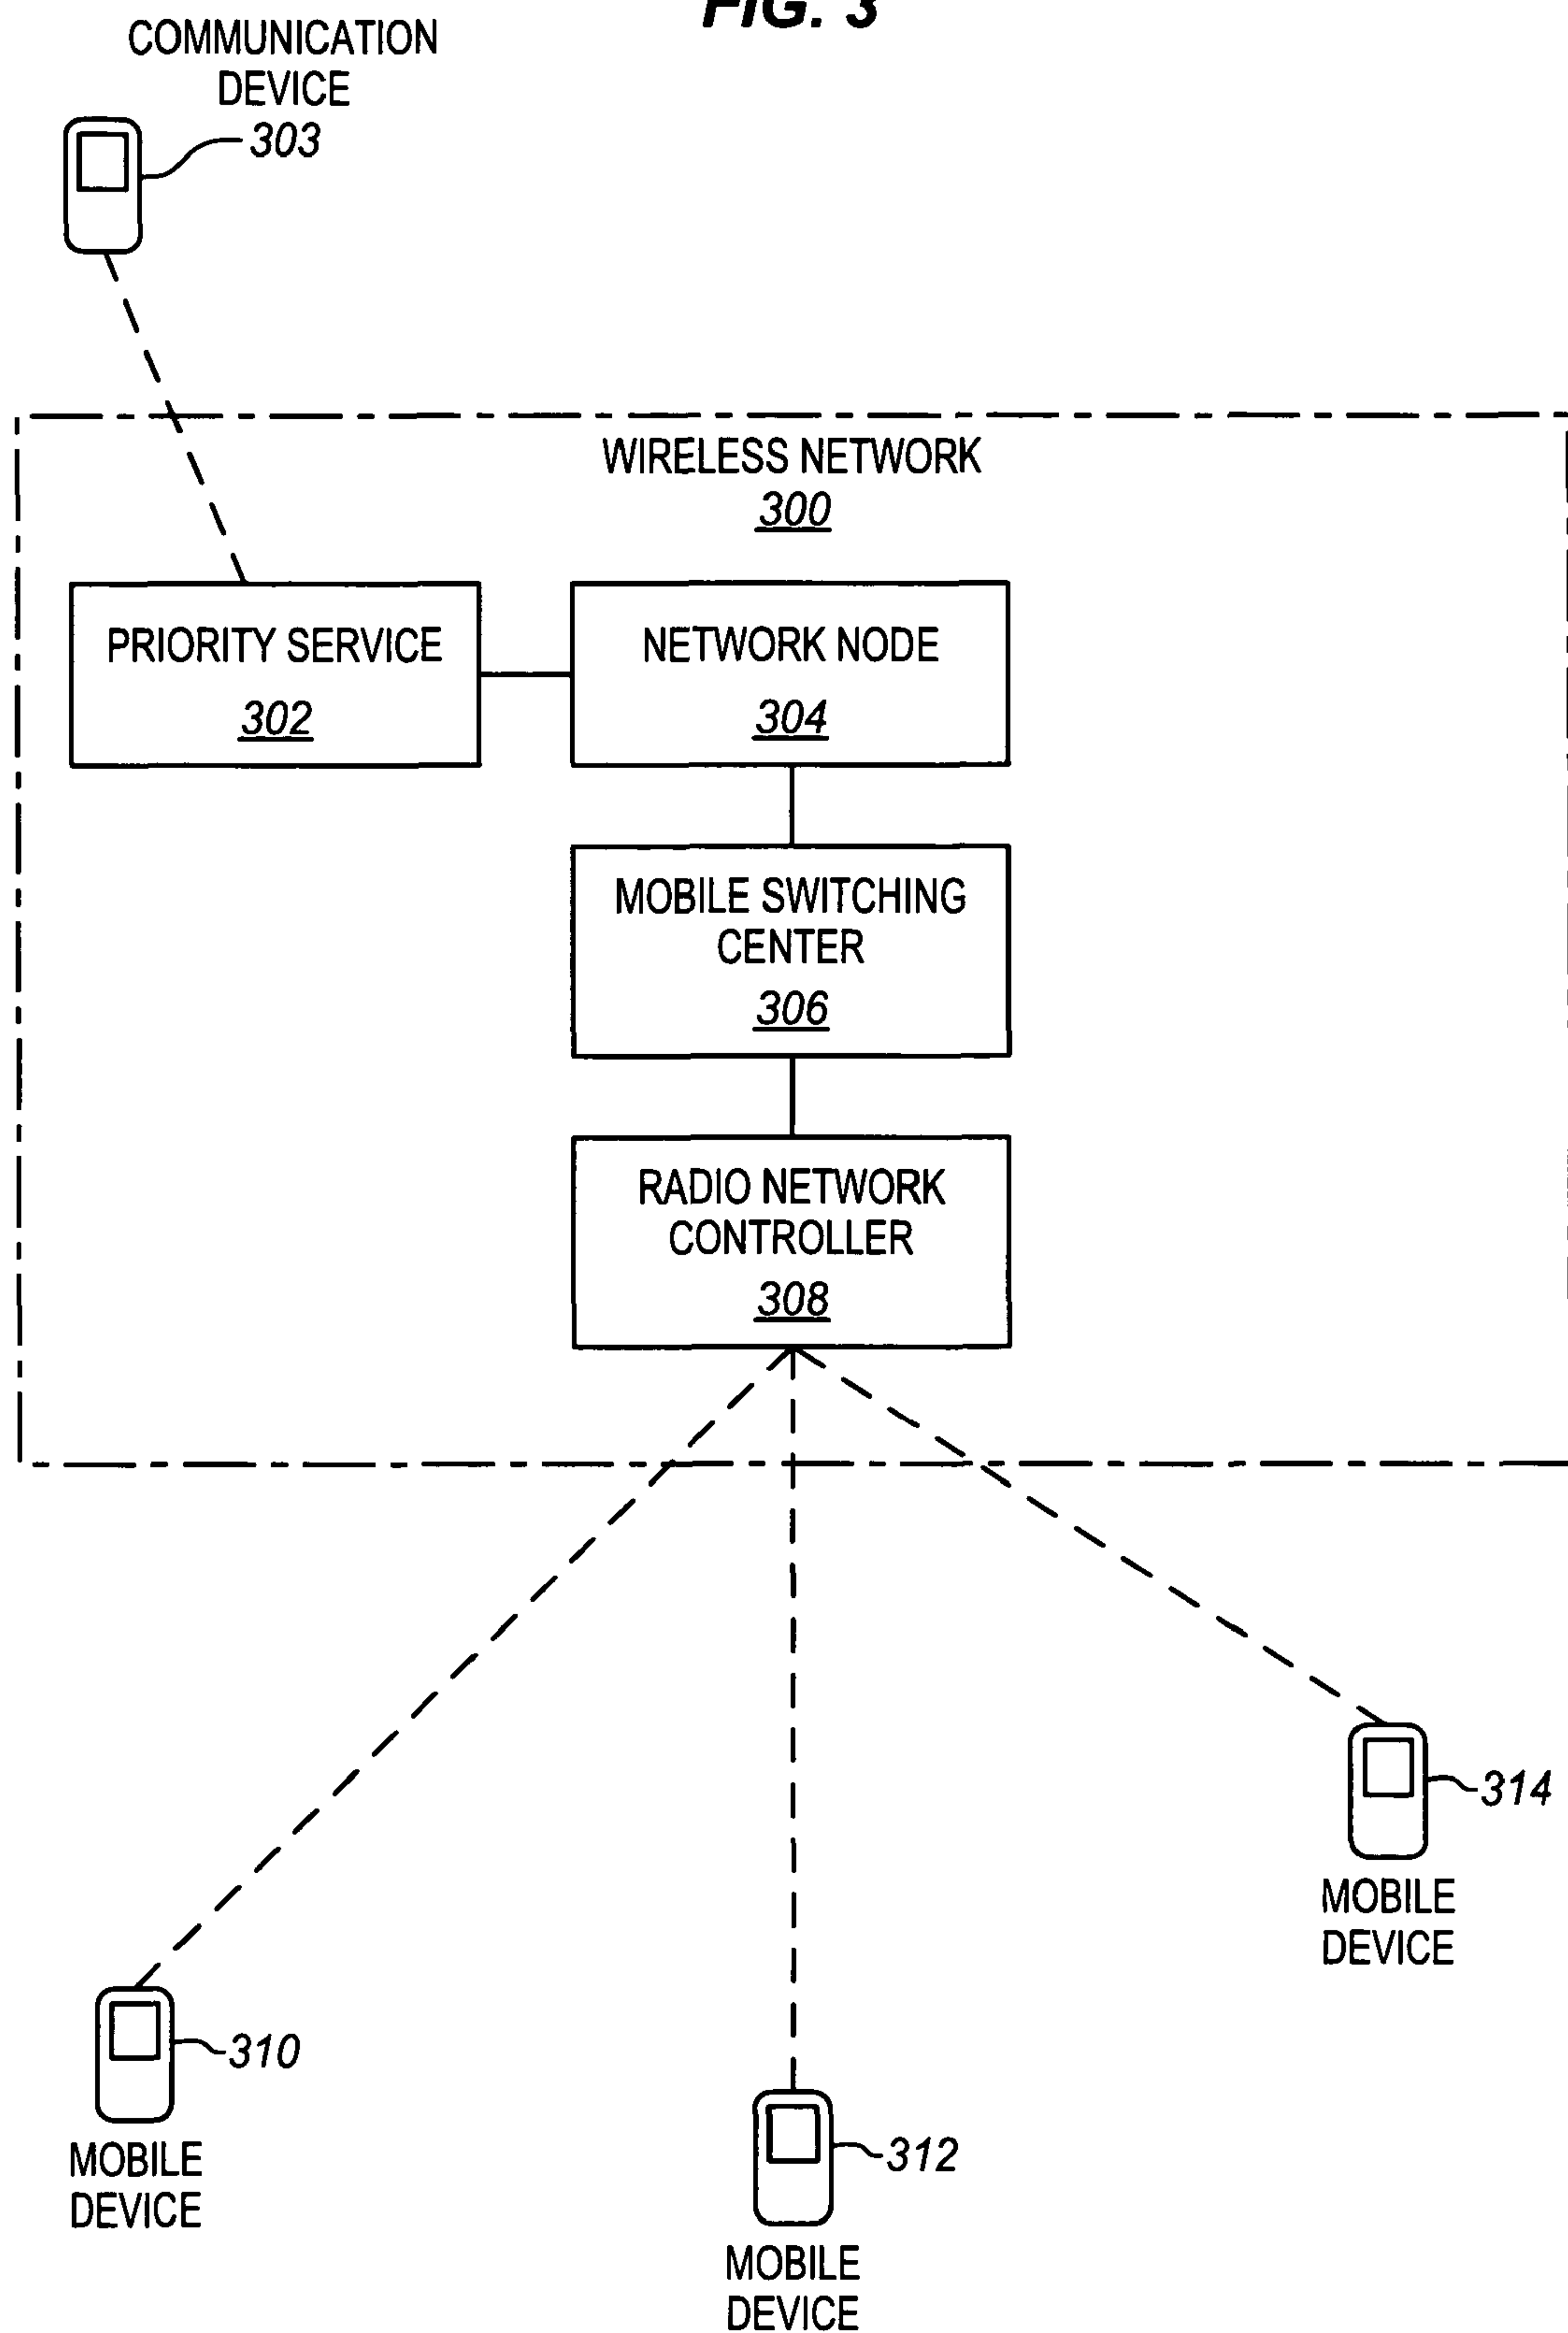 FIG. 3
COMMUNICATION
DEVICE
303
WIRELESS NETWORK
300
PRIORITY SERVICE
302
NETWORK NODE
304
MOBILE SWITCHING
CENTER
306
RADIO NETWORK
CONTROLLER
308
314
MOBILE
DEVICE
310
MOBILE
DEVICE
312
MOBILE
DEVICE